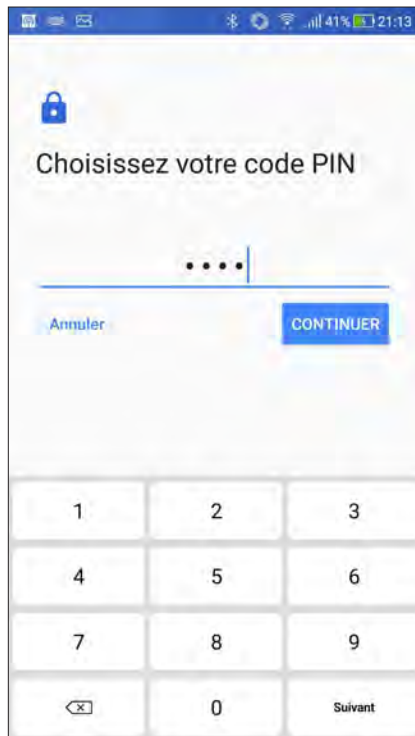 41% 21:13
Choisissez votre code PIN
••••
Annuler CONTINUER
1 2 3
4 5 6
7 8 9
0 Suivant